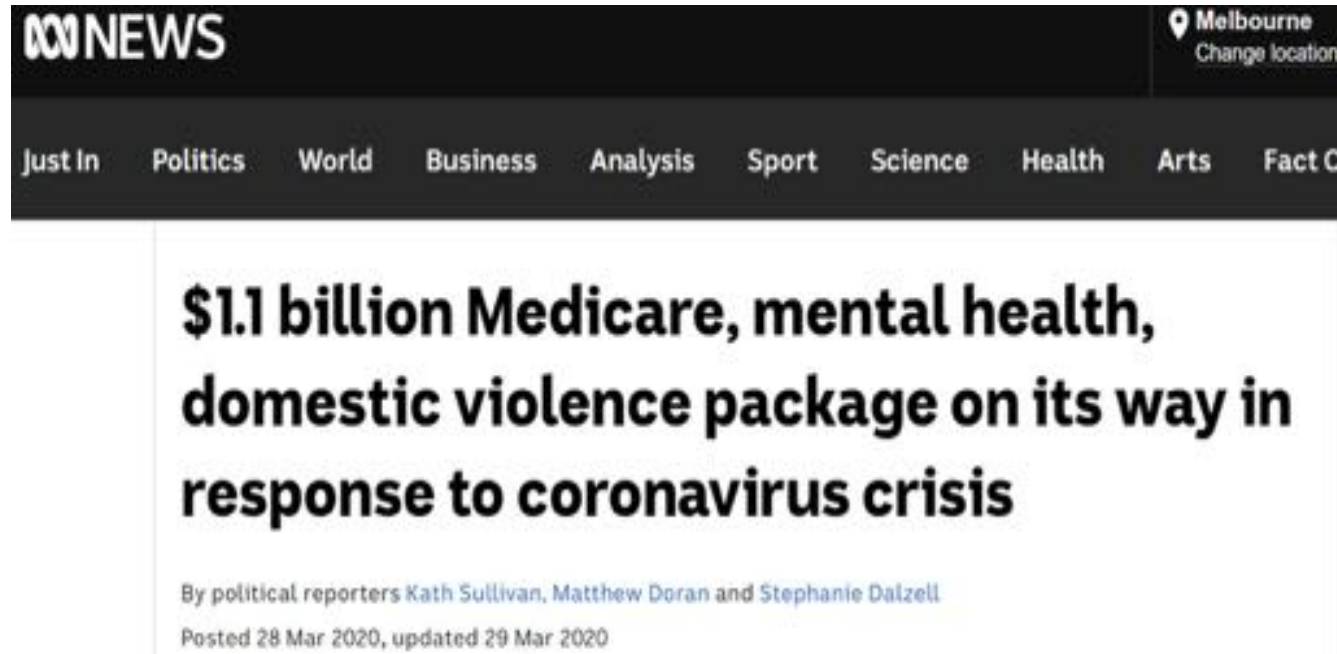 NEWS
Melbourne
Change location
Just In Politics World Business Analysis Sport Science Health Arts Fact C
$1.1 billion Medicare, mental health,
domestic violence package on its way in
response to coronavirus crisis
By political reporters Kath Sullivan, Matthew Doran and Stephanie Dalzell
Posted 28 Mar 2020, updated 29 Mar 2020